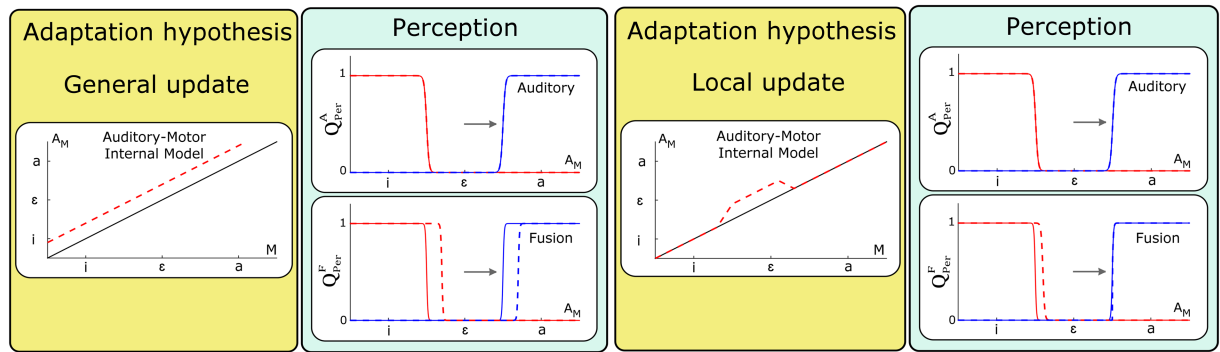 Adaptation hypothesis
General update
A_M
Auditory-Motor
Internal Model
a
ε
i
M
i ε a
Perception
1
Q^A_Per
Auditory
A_M
0
i ε a
1
Q^F_Per
Fusion
A_M
0
i ε a
Adaptation hypothesis
Local update
A_M
Auditory-Motor
Internal Model
a
ε
i
M
i ε a
Perception
1
Q^A_Per
Auditory
A_M
0
i ε a
1
Q^F_Per
Fusion
A_M
0
i ε a